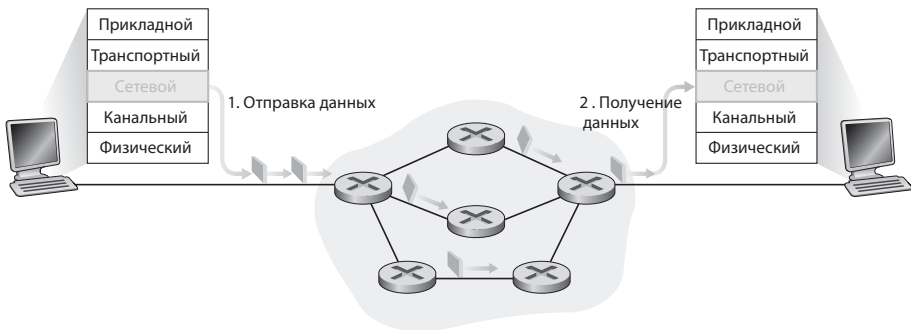 Прикладной
Транспортный
Сетевой
Канальный
Физический
1. Отправка данных
2 . Получение
данных
Прикладной
Транспортный
Сетевой
Канальный
Физический